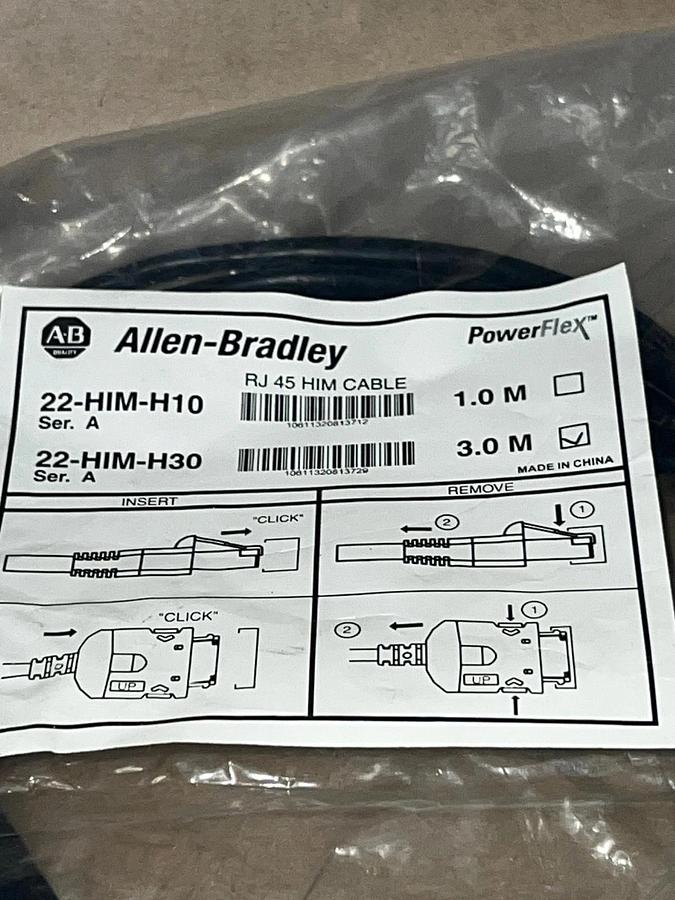 A-B
QUALITY
Allen-Bradley
PowerFlex™
RJ 45 HIM CABLE
22-HIM-H10
Ser. A
10611320813712
1.0 M
22-HIM-H30
Ser. A
10611320813729
3.0 M
MADE IN CHINA
INSERT
REMOVE
"CLICK"
2
1
"CLICK"
UP
2
1
UP